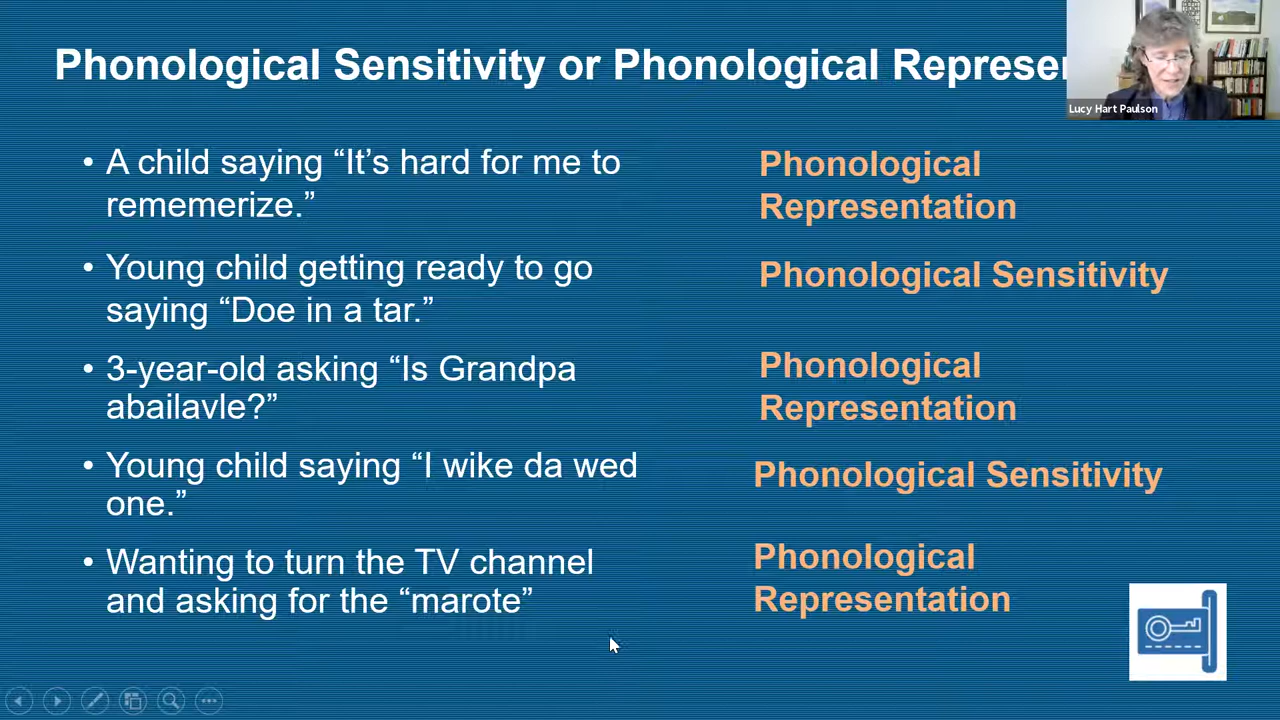 Phonological Sensitivity or Phonological
Lucy Hart Paulson
• A child saying “It’s hard for me to
rememerize.”
Phonological
Representation
• Young child getting ready to go
saying “Doe in a tar.”
Phonological Sensitivity
• 3-year-old asking “Is Grandpa
abailavle?”
Phonological
Representation
• Young child saying “I wike da wed
one.”
Phonological Sensitivity
• Wanting to turn the TV channel
and asking for the “marote”
Phonological
Representation